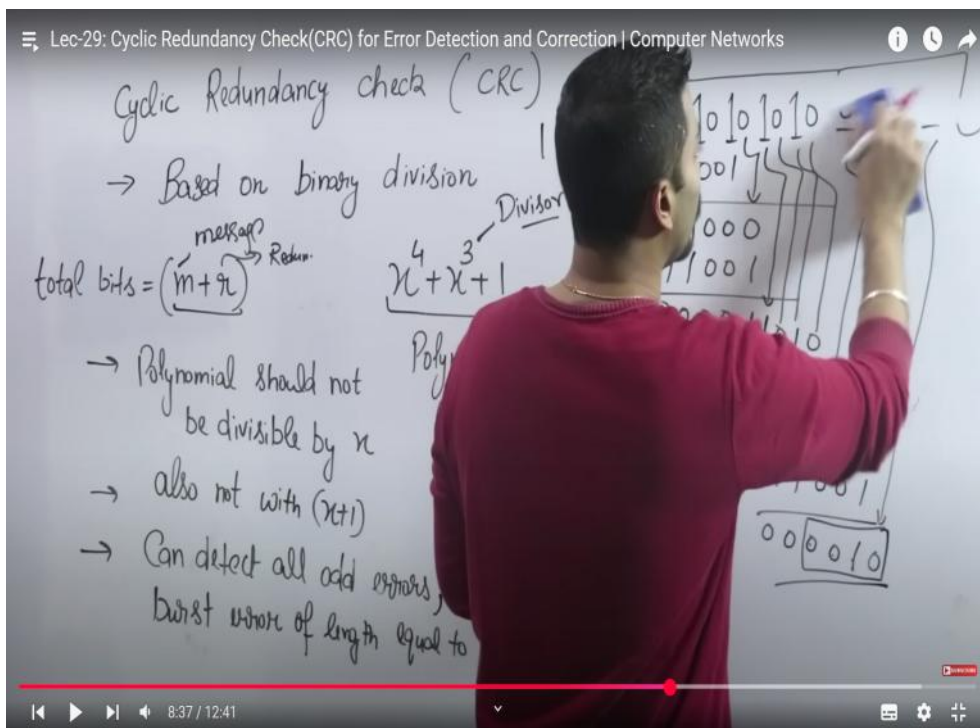 Lec-29: Cyclic Redundancy Check(CRC) for Error Detection and Correction | Computer Networks
Cyclic Redundancy Check (CRC)
→ Based on binary division
message
Redun.
total bits = (m+r)
Divisor
x⁴+x³+1
→ Polynomial should not
be divisible by x
→ also not with (x+1)
→ Can detect all odd errors,
burst error of length equal to
1010101010
001
000
1001
10
001
000010
SUBSCRIBE
8:37 / 12:41